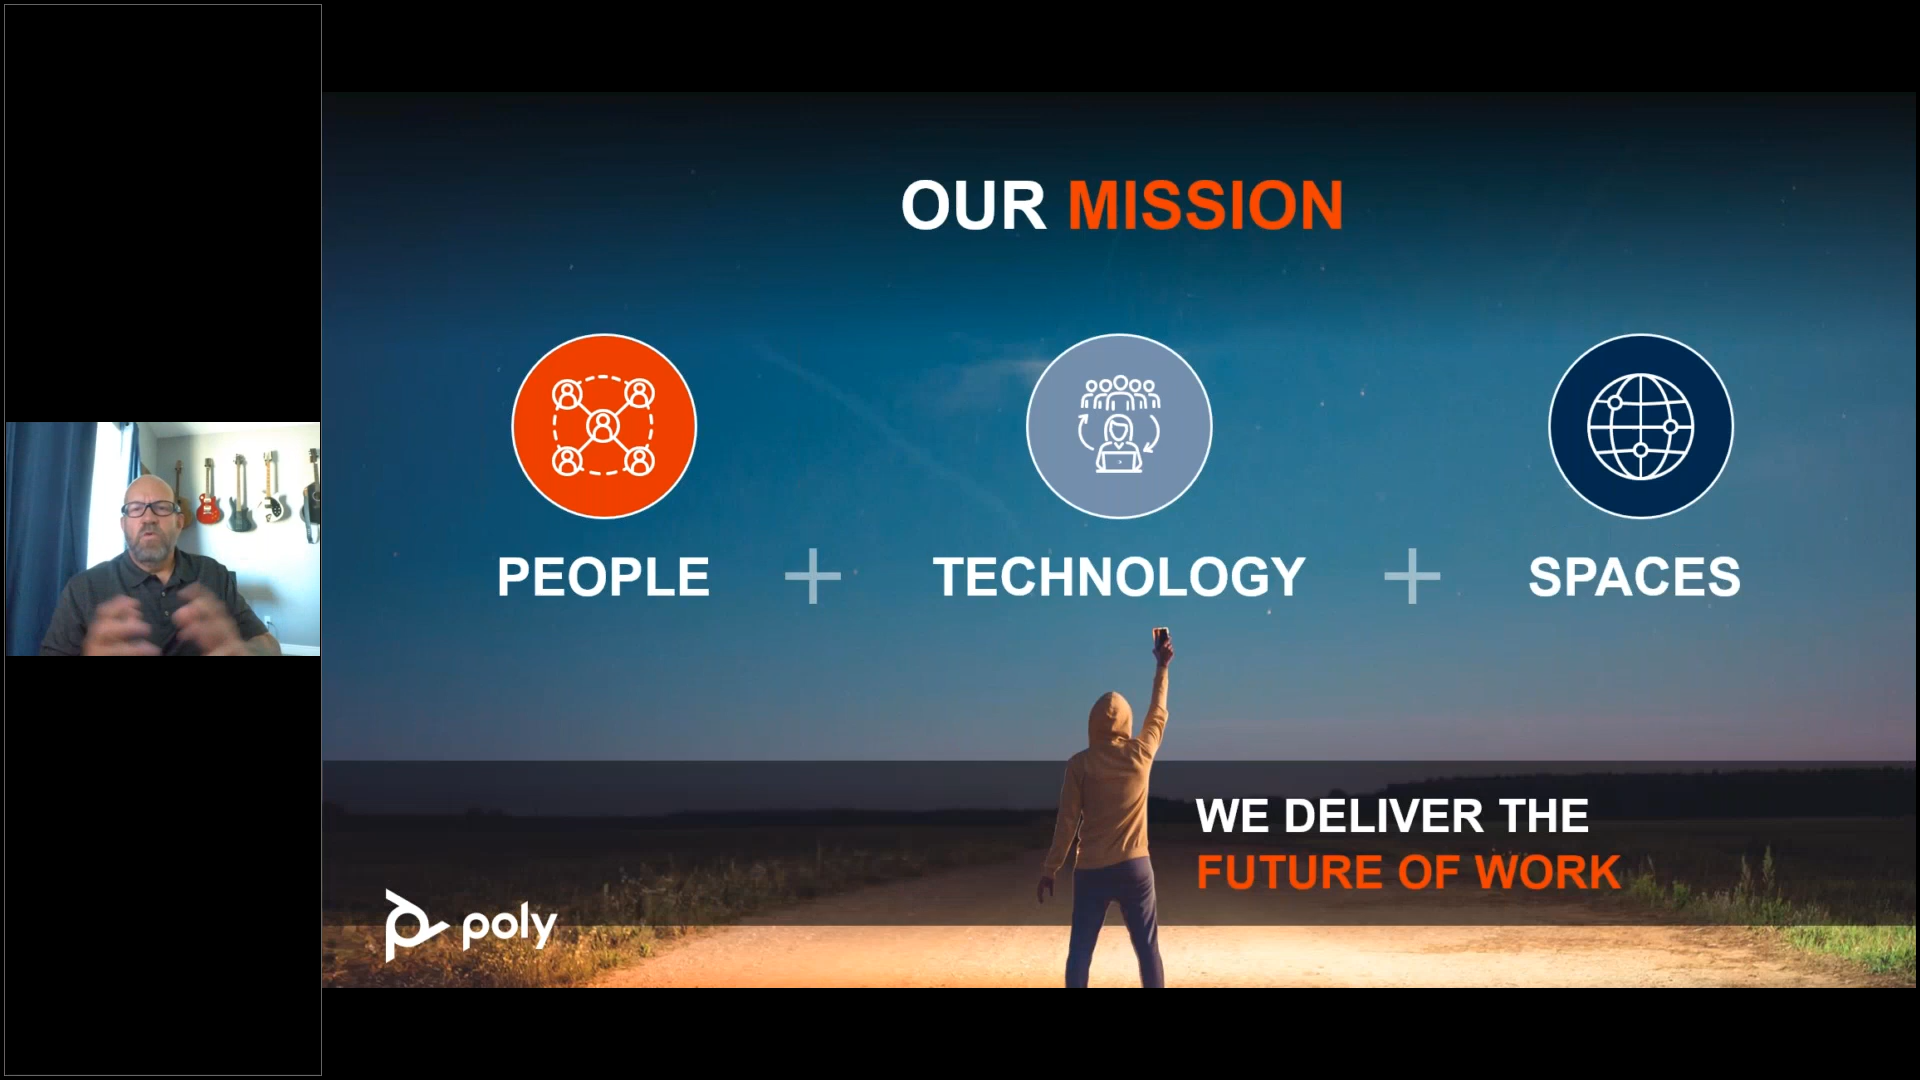 OUR MISSION
PEOPLE + TECHNOLOGY + SPACES
WE DELIVER THE
FUTURE OF WORK
poly